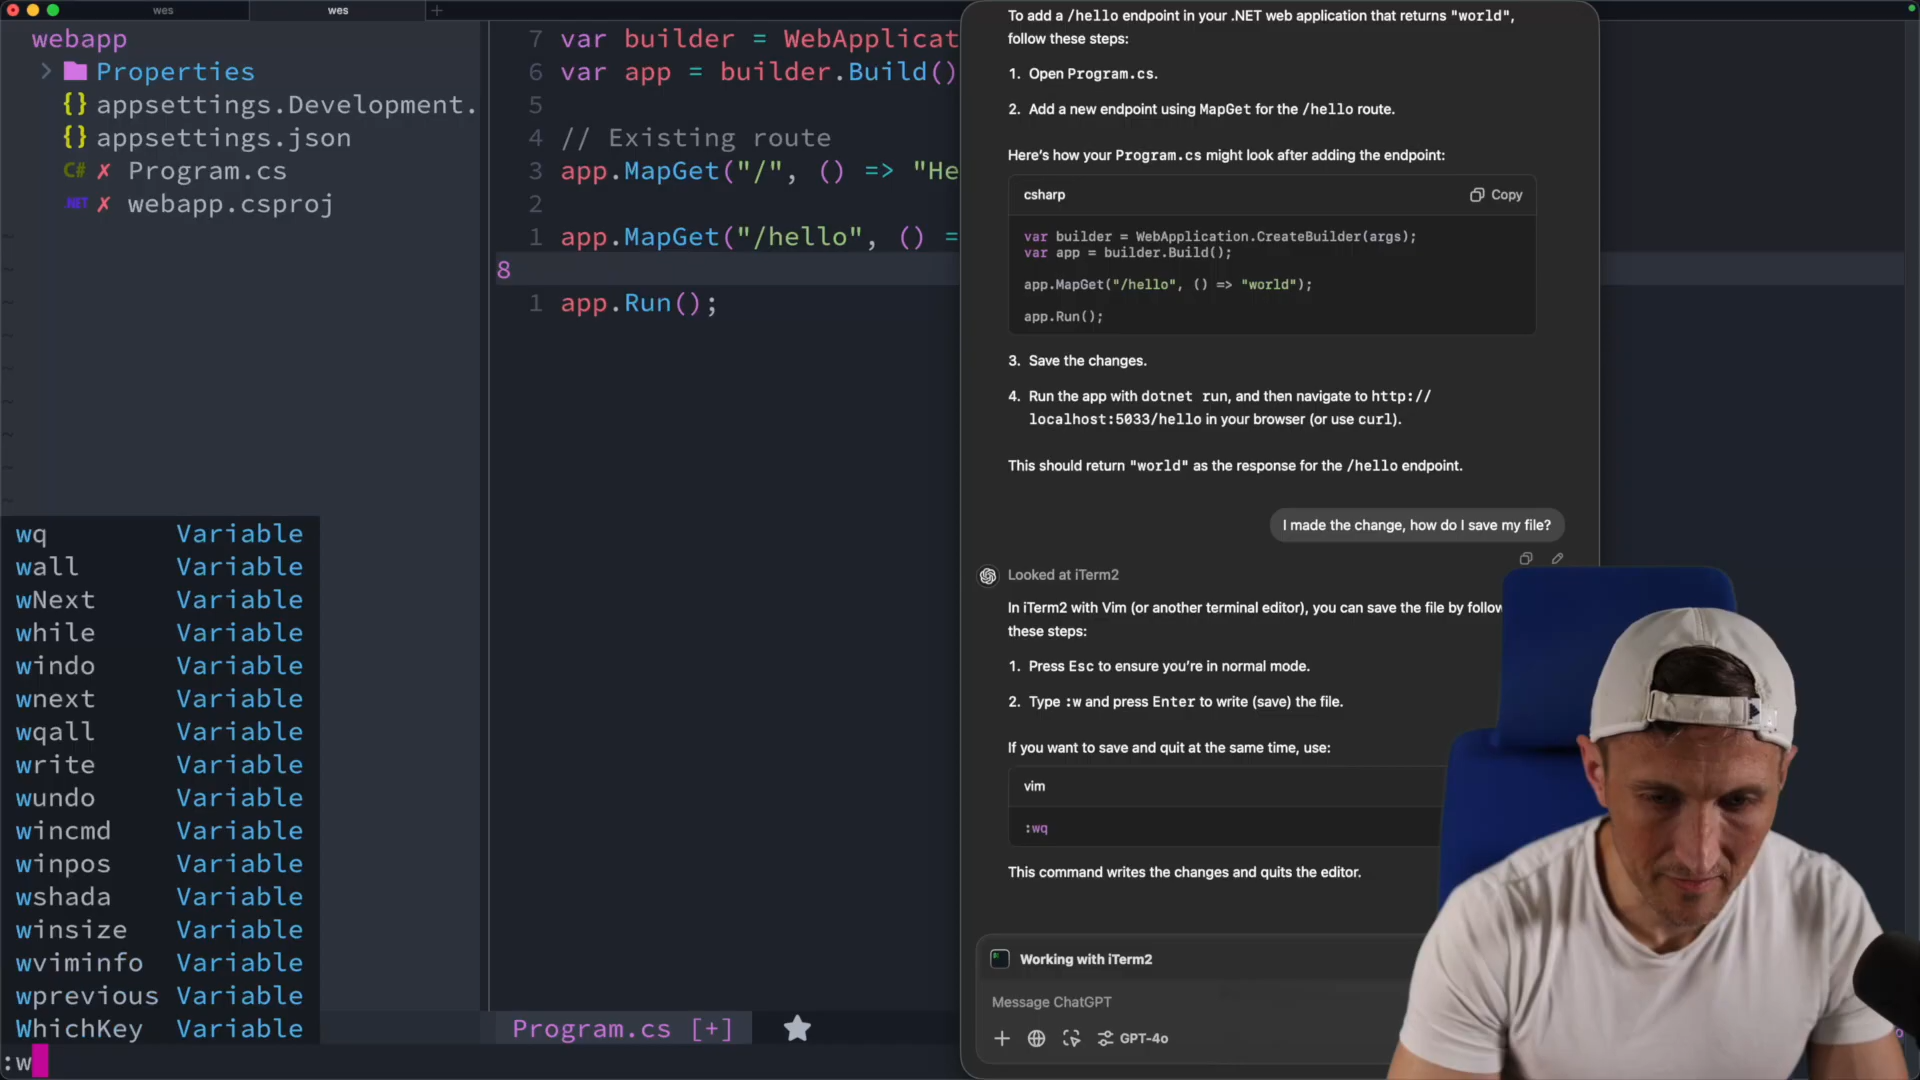 wes
wes
webapp
Properties
appsettings.Development.
appsettings.json
C# ✗ Program.cs
.NET ✗ webapp.csproj
7 var builder = WebApplicat
6 var app = builder.Build()
5
4 // Existing route
3 app.MapGet("/", () => "He
2
1 app.MapGet("/hello", () =
8
1 app.Run();
wq Variable
wall Variable
wNext Variable
while Variable
windo Variable
wnext Variable
wqall Variable
write Variable
wundo Variable
wincmd Variable
winpos Variable
wshada Variable
winsize Variable
wviminfo Variable
wprevious Variable
WhichKey Variable
Program.cs [+]
:w
To add a /hello endpoint in your .NET web application that returns "world",
follow these steps:
1. Open Program.cs.
2. Add a new endpoint using MapGet for the /hello route.
Here's how your Program.cs might look after adding the endpoint:
csharp
Copy
var builder = WebApplication.CreateBuilder(args);
var app = builder.Build();
app.MapGet("/hello", () => "world");
app.Run();
3. Save the changes.
4. Run the app with dotnet run, and then navigate to http://
localhost:5033/hello in your browser (or use curl).
This should return "world" as the response for the /hello endpoint.
I made the change, how do I save my file?
Looked at iTerm2
In iTerm2 with Vim (or another terminal editor), you can save the file by follow
these steps:
1. Press Esc to ensure you're in normal mode.
2. Type :w and press Enter to write (save) the file.
If you want to save and quit at the same time, use:
vim
:wq
This command writes the changes and quits the editor.
Working with iTerm2
Message ChatGPT
GPT-4o